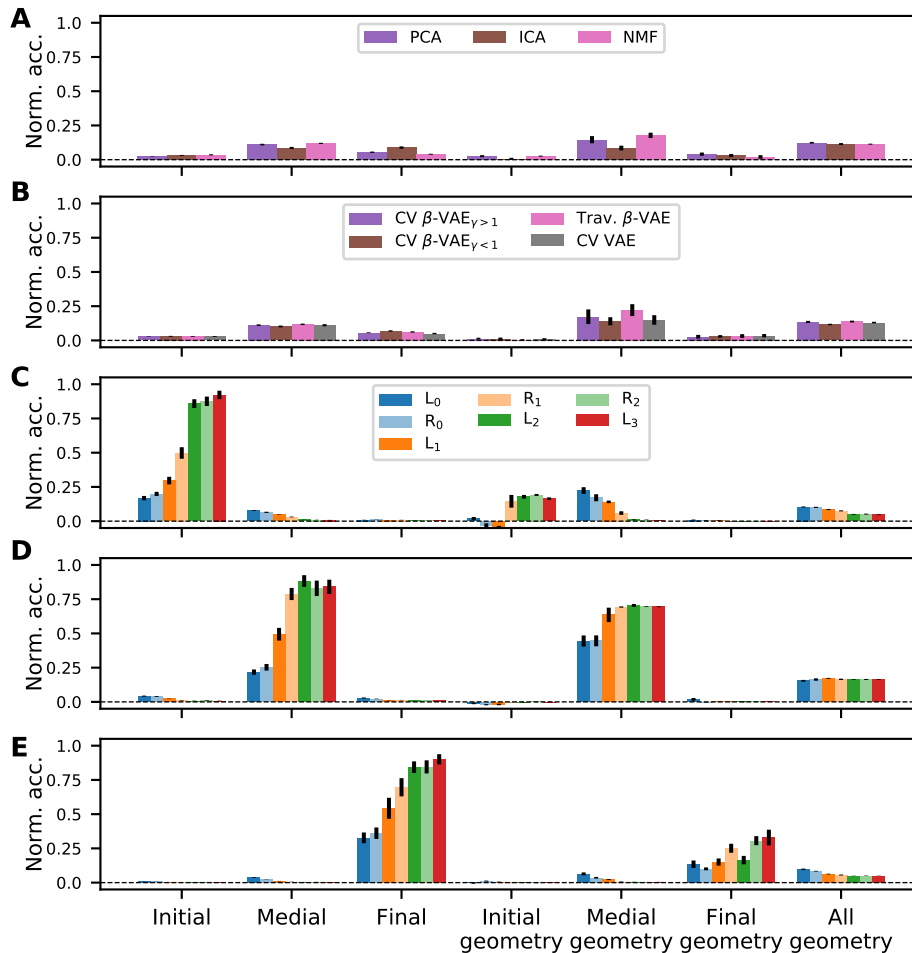 A
Norm. acc.
1.0
0.75
0.5
0.25
0.0
PCA ICA NMF
B
Norm. acc.
1.0
0.75
0.5
0.25
0.0
CV β-VAEγ>1 Trav. β-VAE
CV β-VAEγ<1 CV VAE
C
Norm. acc.
1.0
0.75
0.5
0.25
0.0
L0 R1 R2
R0 L2 L3
L1
D
Norm. acc.
1.0
0.75
0.5
0.25
0.0
E
Norm. acc.
1.0
0.75
0.5
0.25
0.0
Initial Medial Final Initial Medial Final All
geometry geometry geometry geometry